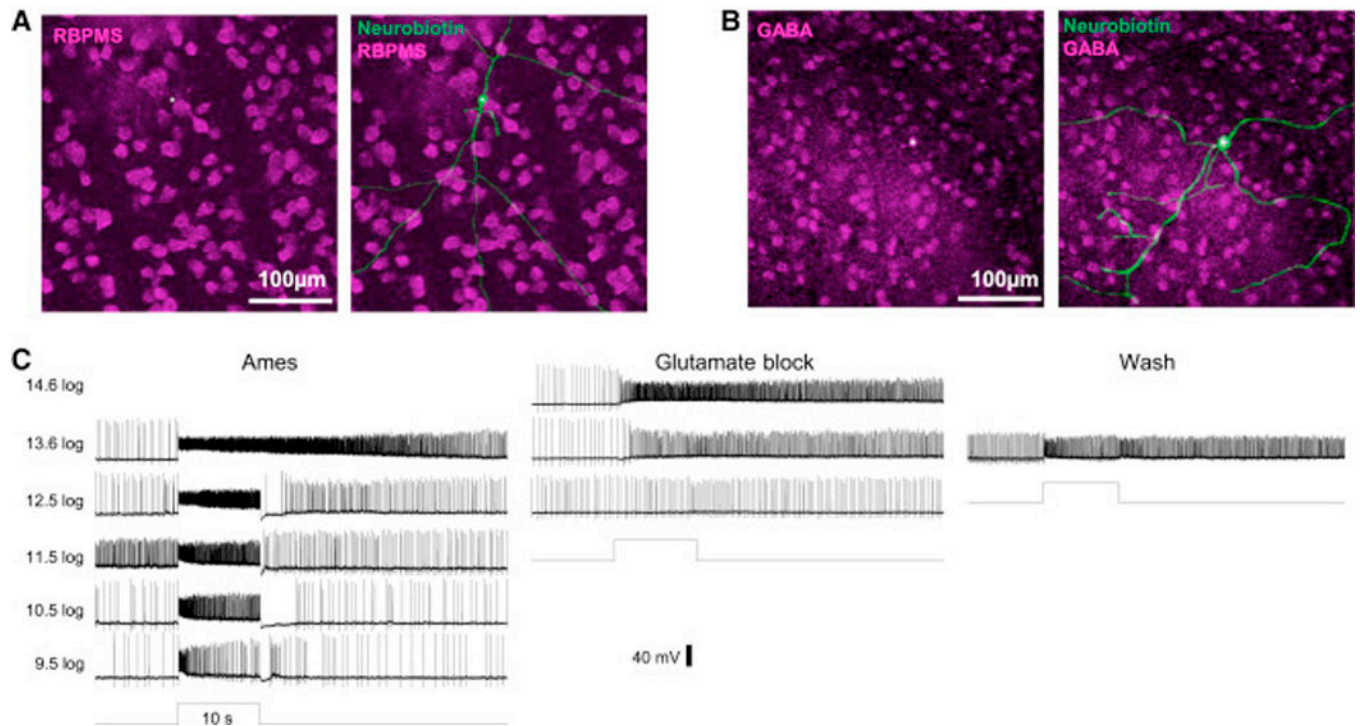 A
RBPMS
Neurobiotin
RBPMS
100µm
B
GABA
Neurobiotin
GABA
100µm
C
Ames
Glutamate block
Wash
14.6 log
13.6 log
12.5 log
11.5 log
10.5 log
9.5 log
40 mV
10 s